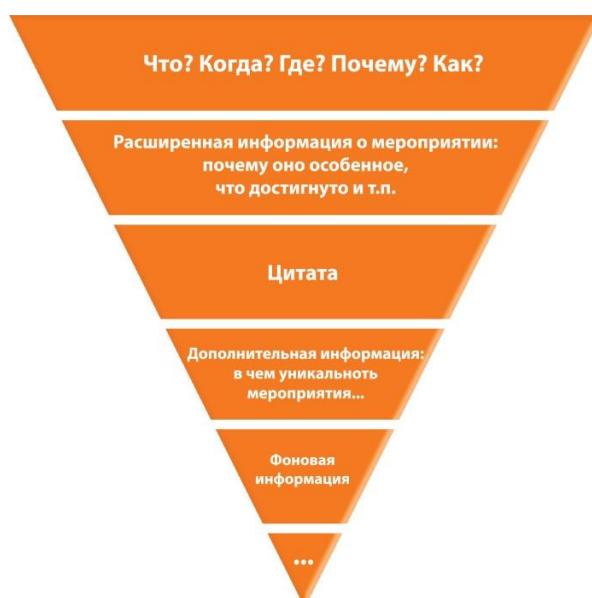 Что? Когда? Где? Почему? Как?
Расширенная информация о мероприятии:
почему оно особенное,
что достигнуто и т.п.
Цитата
Дополнительная информация:
в чем уникальноть
мероприятия...
Фоновая
информация
...